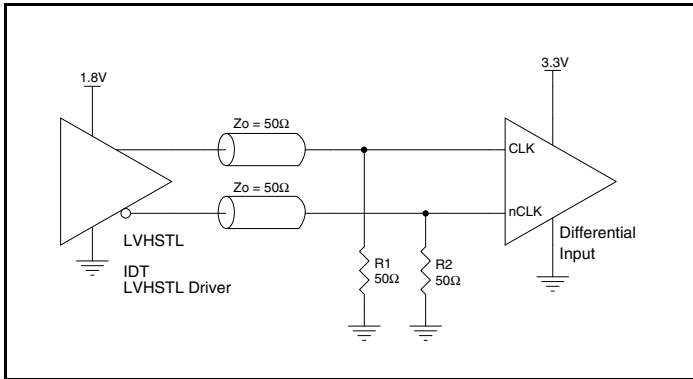 1.8V
3.3V
Zo = 50Ω
CLK
Zo = 50Ω
nCLK
LVHSTL
IDT
LVHSTL Driver
R1
50Ω
R2
50Ω
Differential
Input